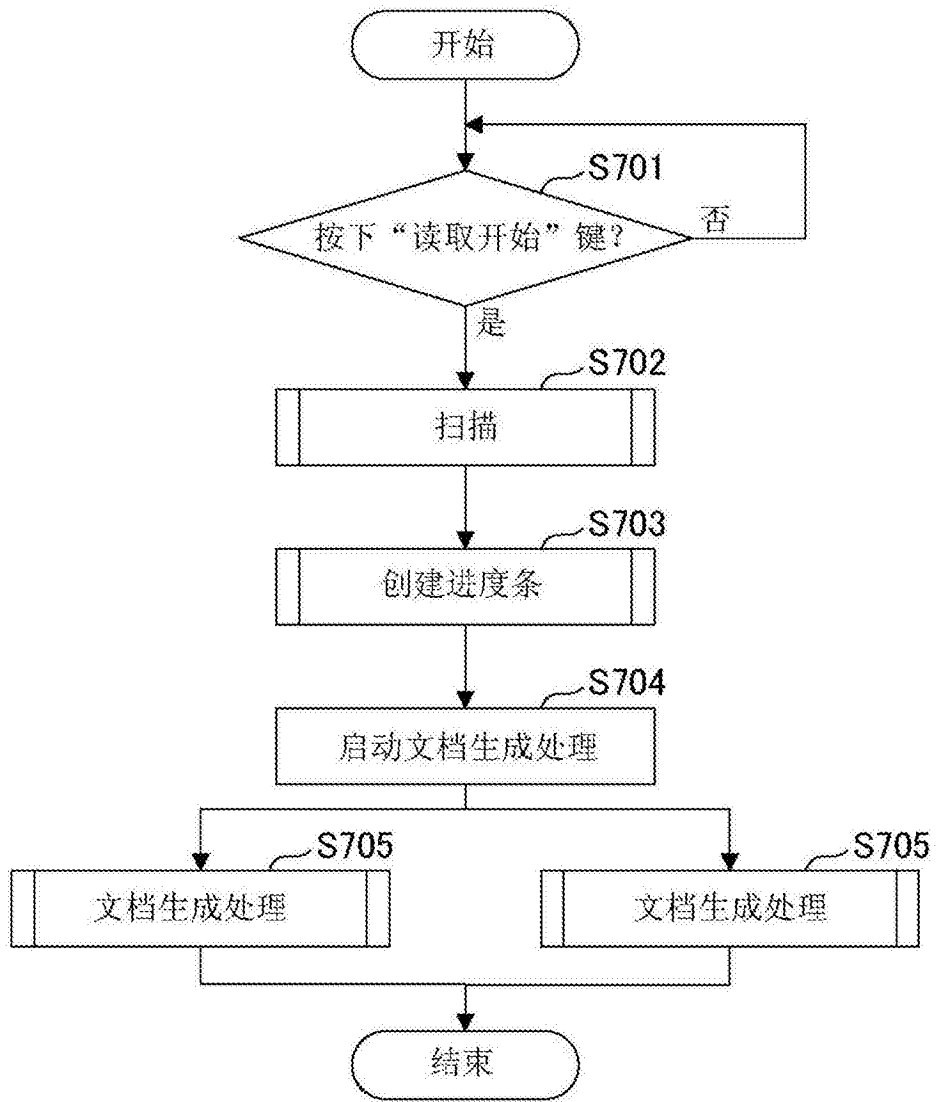 开始
S701
按下“读取开始”键?
否
是
S702
扫描
S703
创建进度条
S704
启动文档生成处理
S705
S705
文档生成处理
文档生成处理
结束